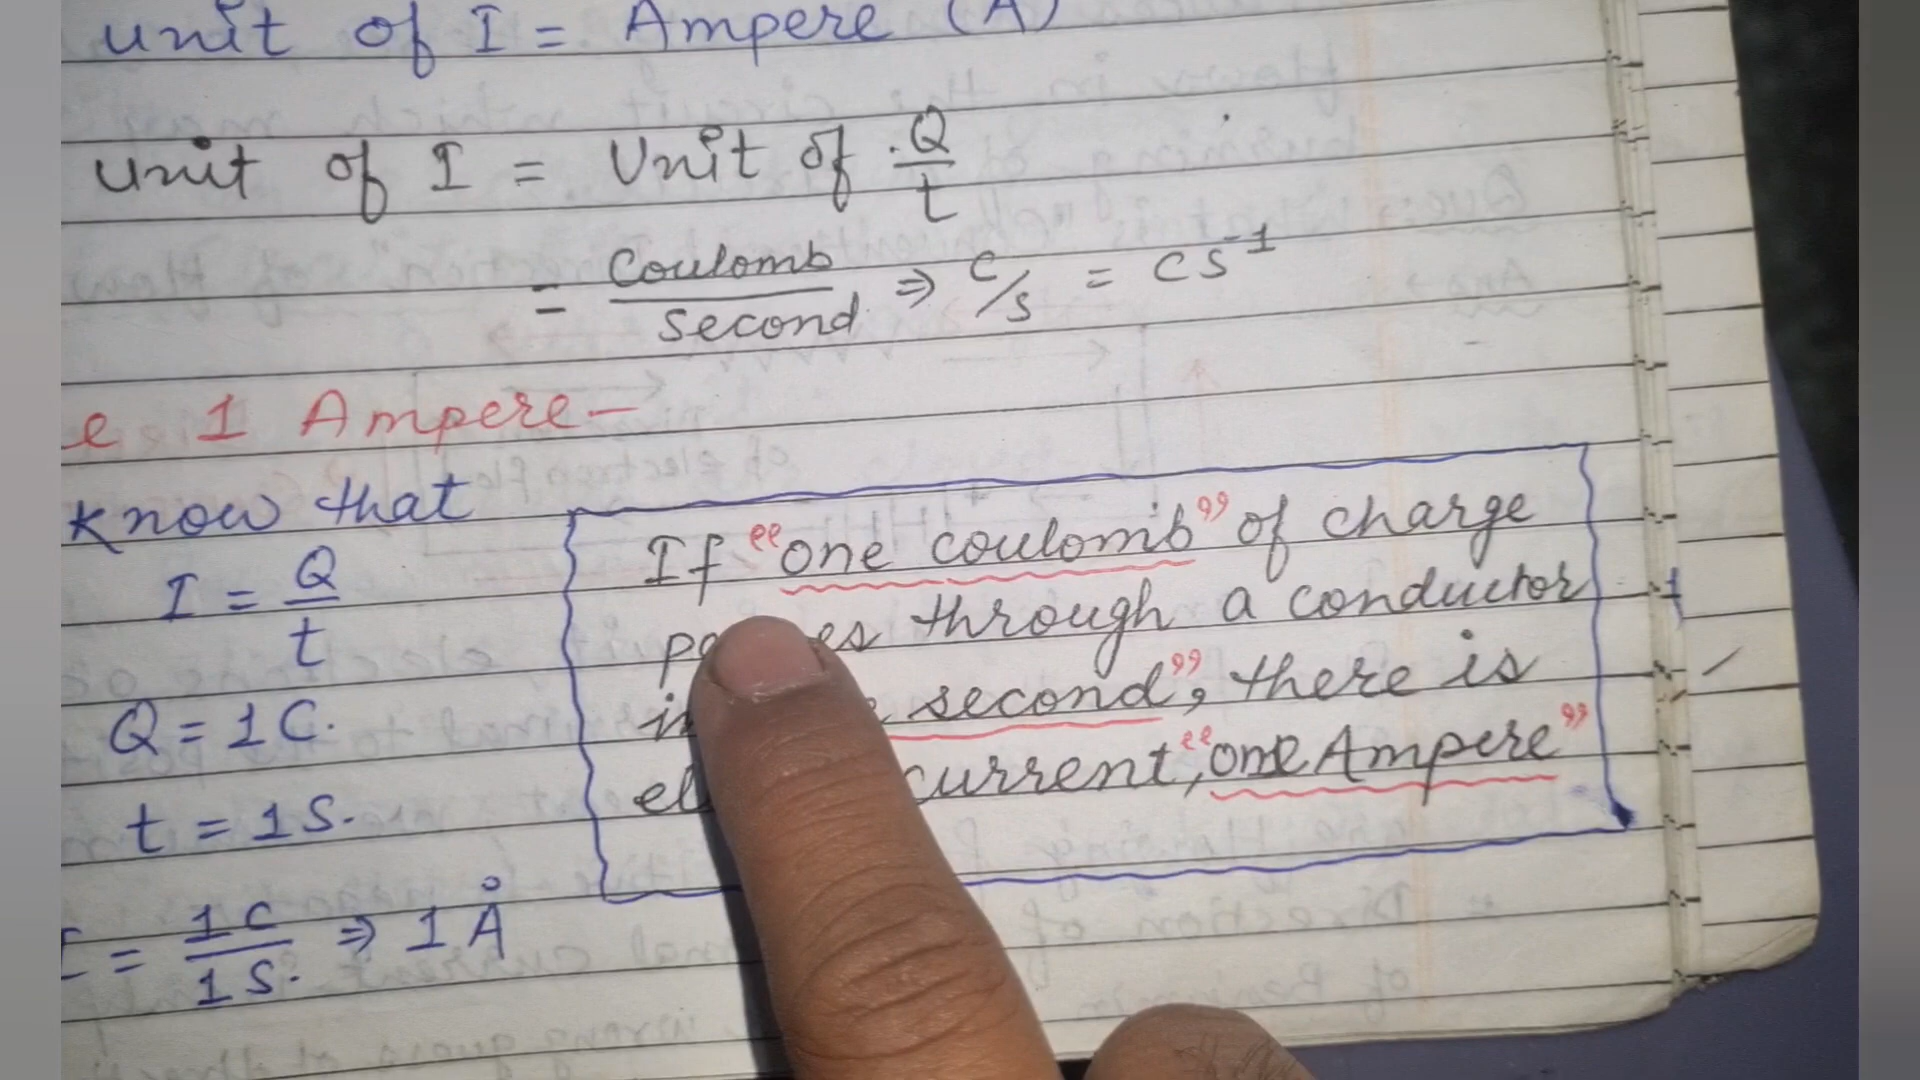 unit of I = Ampere (A)
unit of I = Unit of Q/t
= Coulomb/second ⇒ C/s = CS⁻¹
e 1 Ampere-
know that
I = Q/t
Q = 1C.
t = 1S.
I = 1C/1S. ⇒ 1Å
If "one coulomb" of charge
through a conductor
second", there is
current, "one Ampere"